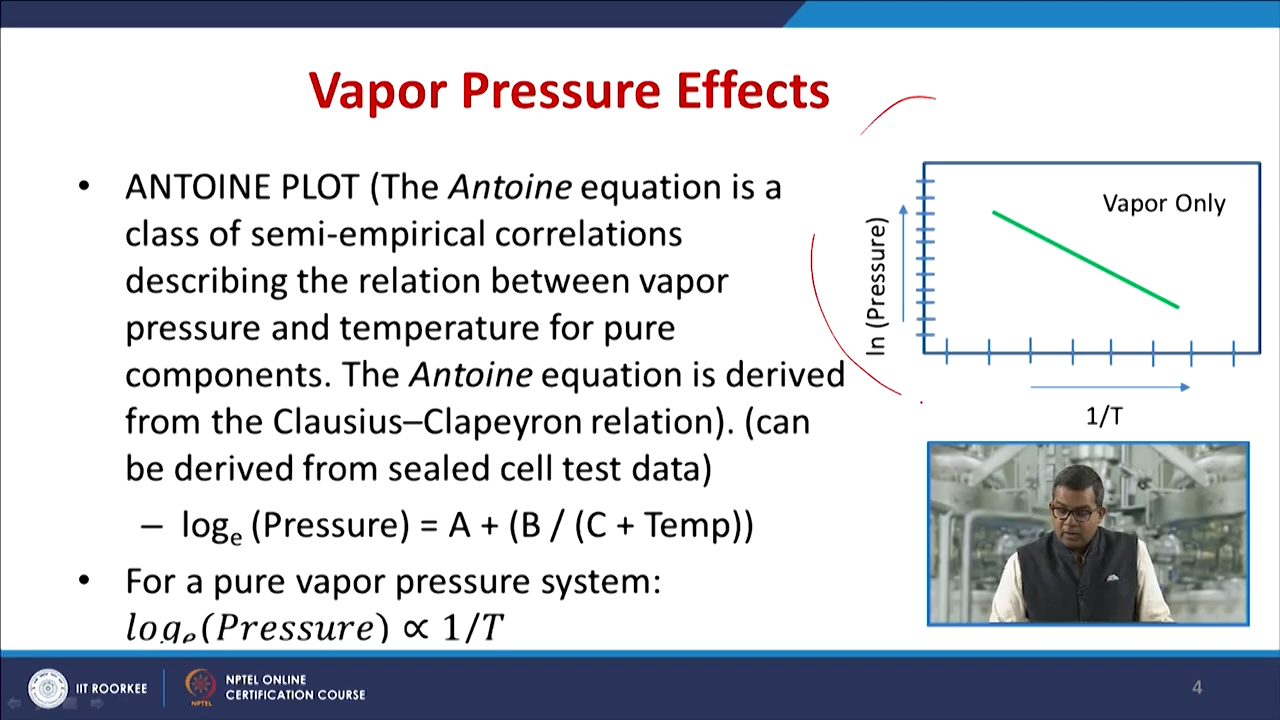 Vapor Pressure Effects
• ANTOINE PLOT (The Antoine equation is a
class of semi-empirical correlations
describing the relation between vapor
pressure and temperature for pure
components. The Antoine equation is derived
from the Clausius–Clapeyron relation). (can
be derived from sealed cell test data)
– logₑ (Pressure) = A + (B / (C + Temp))
• For a pure vapor pressure system:
logₑ(Pressure) ∝ 1/T
Vapor Only
ln (Pressure)
1/T
IIT ROORKEE
NPTEL
NPTEL ONLINE
CERTIFICATION COURSE
4